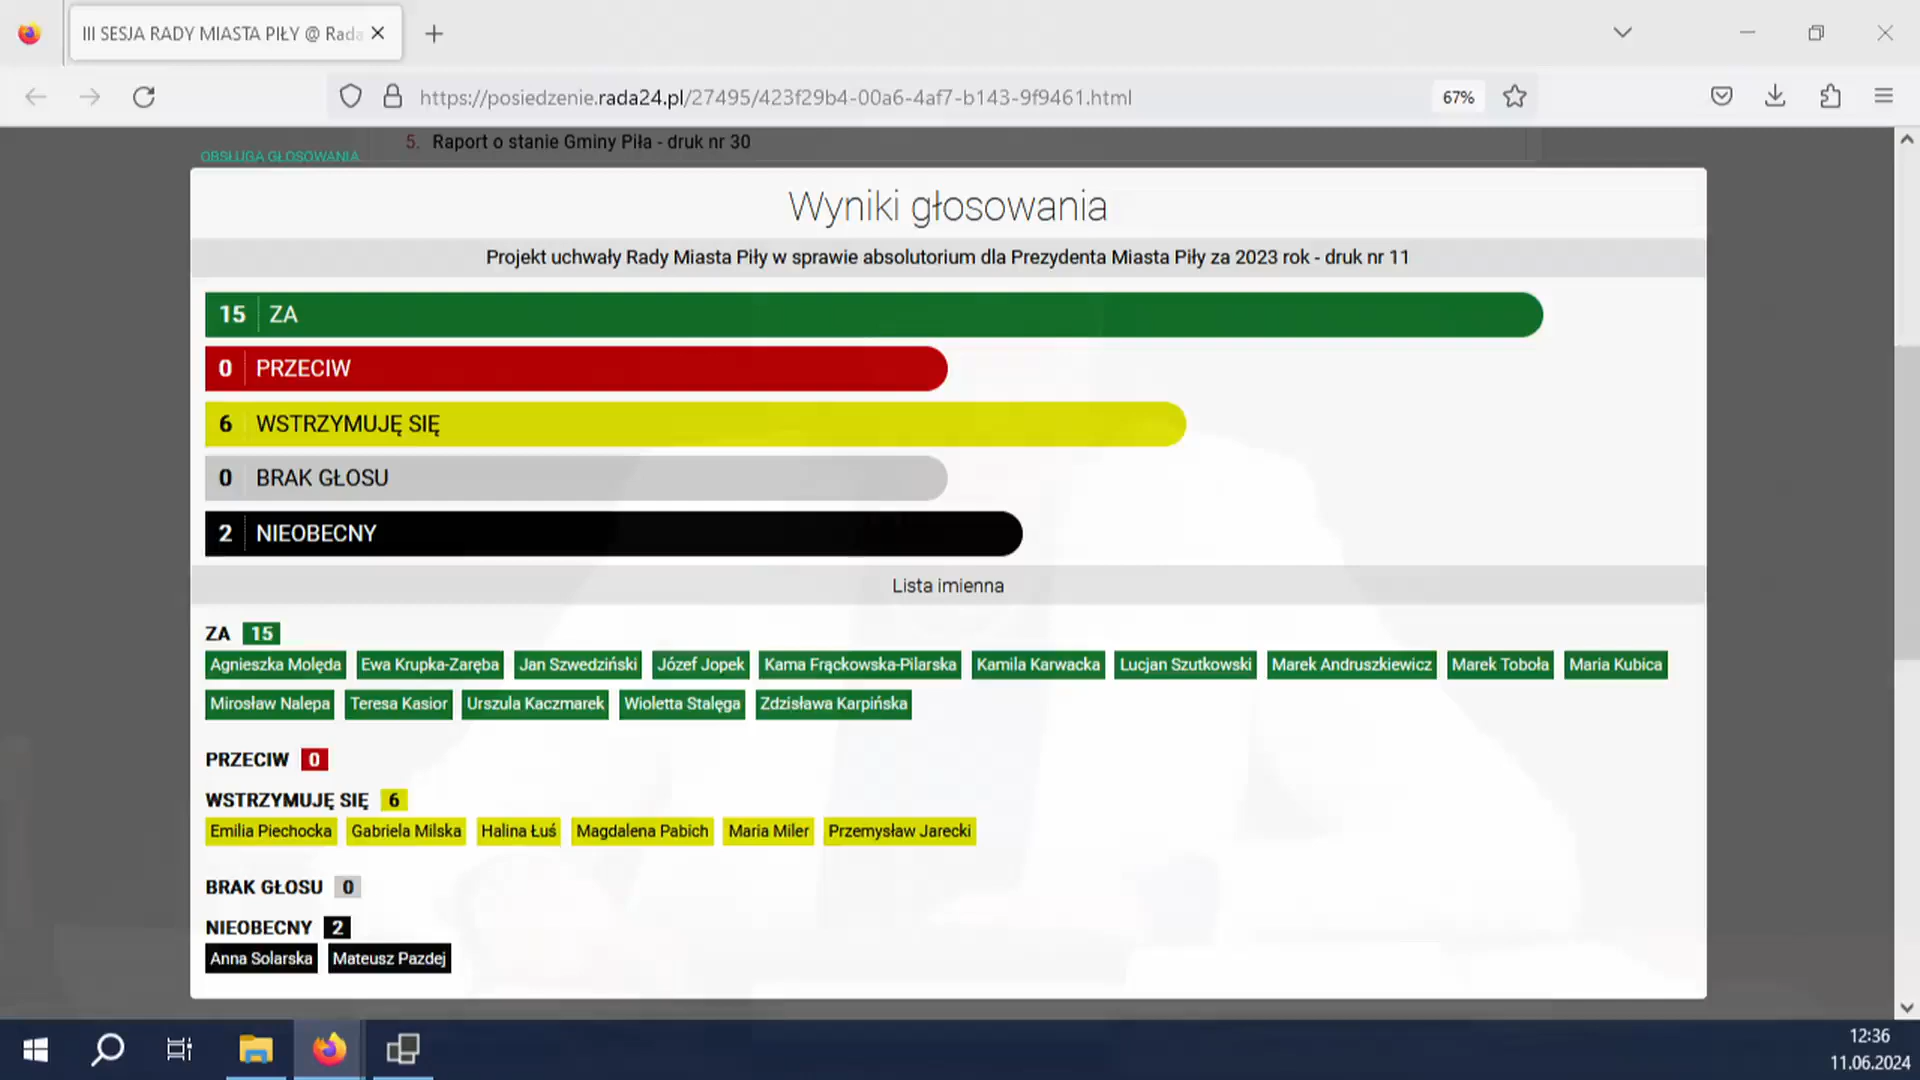 III SESJA RADY MIASTA PIŁY @ Rada
https://posiedzenie.rada24.pl/27495/423f29b4-00a6-4af7-b143-9f9461.html
67%
5. Raport o stanie Gminy Piła - druk nr 30
OBSŁUGA GŁOSOWANIA
Wyniki głosowania
Projekt uchwały Rady Miasta Piły w sprawie absolutorium dla Prezydenta Miasta Piły za 2023 rok - druk nr 11
15 ZA
0 PRZECIW
6 WSTRZYMUJĘ SIĘ
0 BRAK GŁOSU
2 NIEOBECNY
Lista imienna
ZA 15
Agnieszka Molęda Ewa Krupka-Zaręba Jan Szwedziński Józef Jopek Kama Frąckowska-Pilarska Kamila Karwacka Lucjan Szutkowski Marek Andruszkiewicz Marek Toboła Maria Kubica
Mirosław Nalepa Teresa Kasior Urszula Kaczmarek Wioletta Stalęga Zdzisława Karpińska
PRZECIW 0
WSTRZYMUJĘ SIĘ 6
Emilia Piechocka Gabriela Milska Halina Łuś Magdalena Pabich Maria Miler Przemysław Jarecki
BRAK GŁOSU 0
NIEOBECNY 2
Anna Solarska Mateusz Pazdej
12:36
11.06.2024